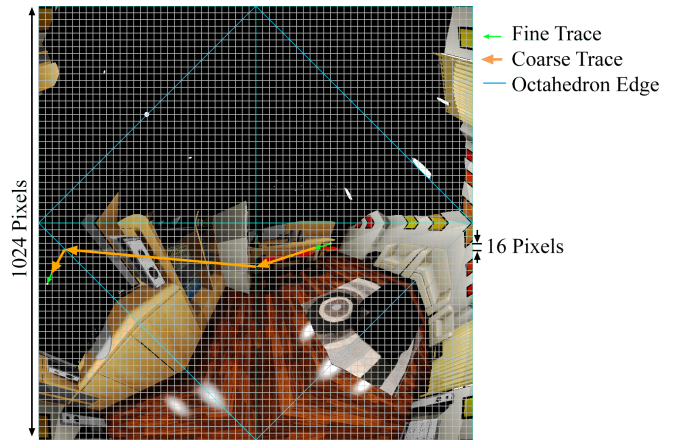 Fine Trace
Coarse Trace
Octahedron Edge
1024 Pixels
16 Pixels